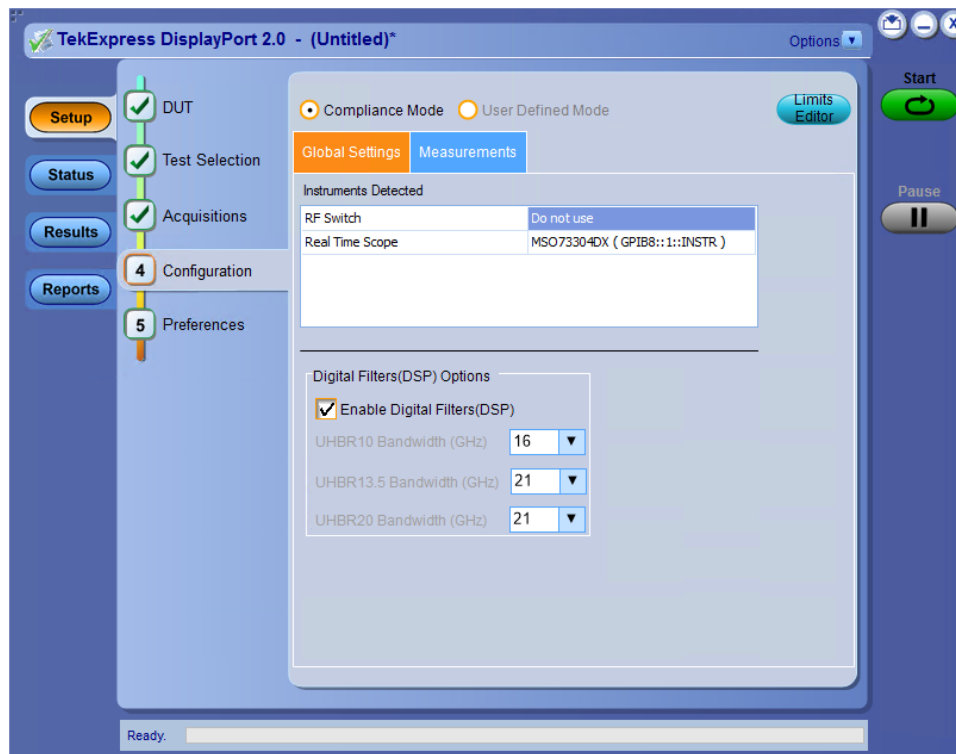 TekExpress DisplayPort 2.0 - (Untitled)*
Options
Start
Pause
Setup
Status
Results
Reports
DUT
Test Selection
Acquisitions
4 Configuration
5 Preferences
Compliance Mode User Defined Mode
Limits
Editor
Global Settings Measurements
Instruments Detected
RF Switch Do not use
Real Time Scope MSO73304DX ( GPIB8::1::INSTR )
Digital Filters(DSP) Options
Enable Digital Filters(DSP)
UHBR10 Bandwidth (GHz) 16
UHBR13.5 Bandwidth (GHz) 21
UHBR20 Bandwidth (GHz) 21
Ready.